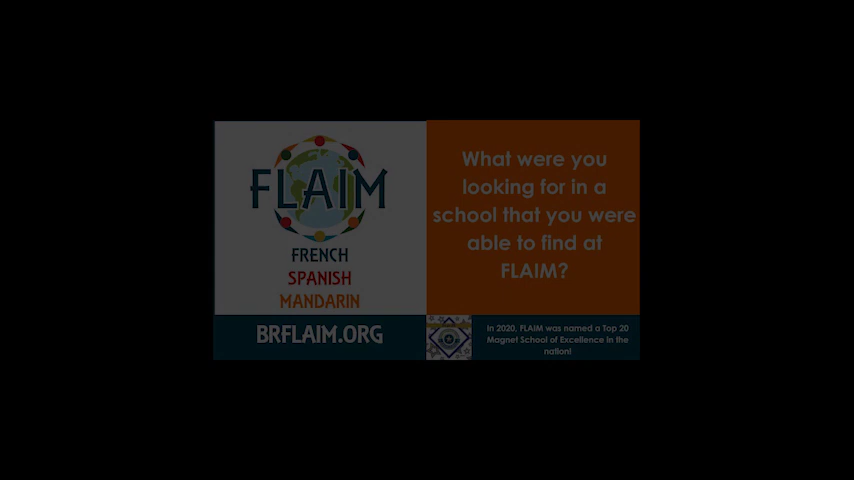 FLAIM
FRENCH
SPANISH
MANDARIN
BRFLAIM.ORG
What were you
looking for in a
school that you were
able to find at
FLAIM?
In 2020, FLAIM was named a Top 20
Magnet School of Excellence in the
nation!